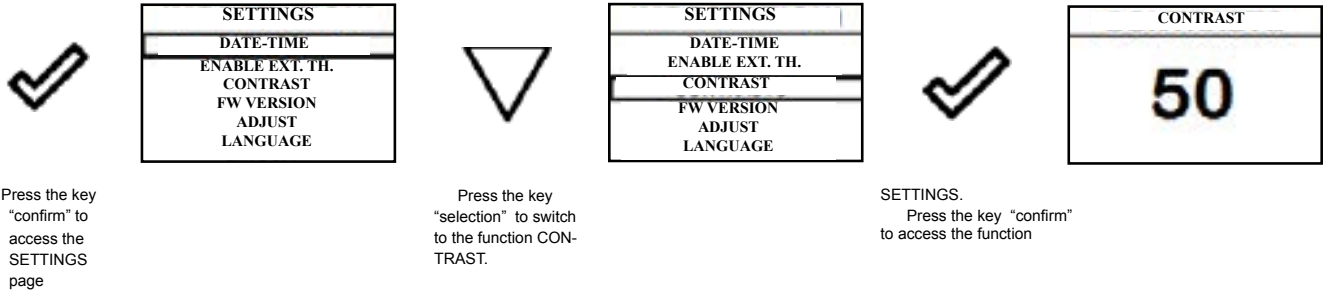 SETTINGS
DATE-TIME
ENABLE EXT. TH.
CONTRAST
FW VERSION
ADJUST
LANGUAGE
SETTINGS
DATE-TIME
ENABLE EXT. TH.
CONTRAST
FW VERSION
ADJUST
LANGUAGE
CONTRAST
50
Press the key
“confirm” to
access the
SETTINGS
page
Press the key
“selection” to switch
to the function CON-
TRAST.
SETTINGS.
Press the key “confirm”
to access the function